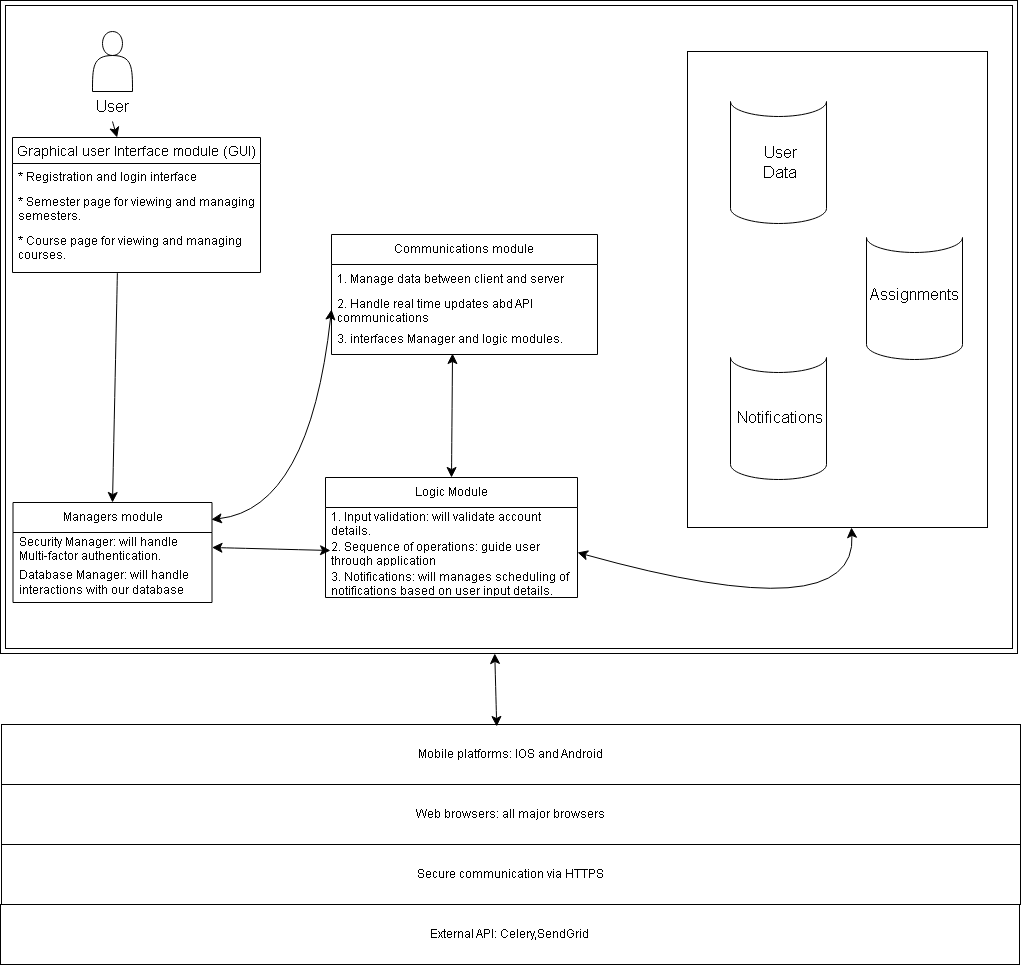 User
Graphical user Interface module (GUI)
* Registration and login interface
* Semester page for viewing and managing
semesters.
* Course page for viewing and managing
courses.
Communications module
1. Manage data between client and server
2. Handle real time updates abd API
communications
3. interfaces Manager and logic modules.
User
Data
Assignments
Notifications
Managers module
Security Manager: will handle
Multi-factor authentication.
Database Manager: will handle
interactions with our database
Logic Module
1. Input validation: will validate account
details.
2. Sequence of operations: guide user
through application
3. Notifications: will manages scheduling of
notifications based on user input details.
Mobile platforms: IOS and Android
Web browsers: all major browsers
Secure communication via HTTPS
External API: Celery,SendGrid